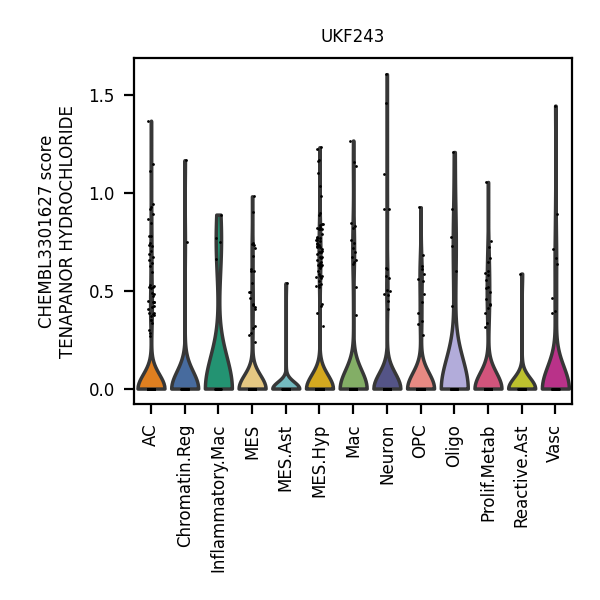 UKF243
CHEMBL3301627 score
TENAPANOR HYDROCHLORIDE
1.5
1.0
0.5
0.0
AC
Chromatin.Reg
Inflammatory.Mac
MES
MES.Ast
MES.Hyp
Mac
Neuron
OPC
Oligo
Prolif.Metab
Reactive.Ast
Vasc